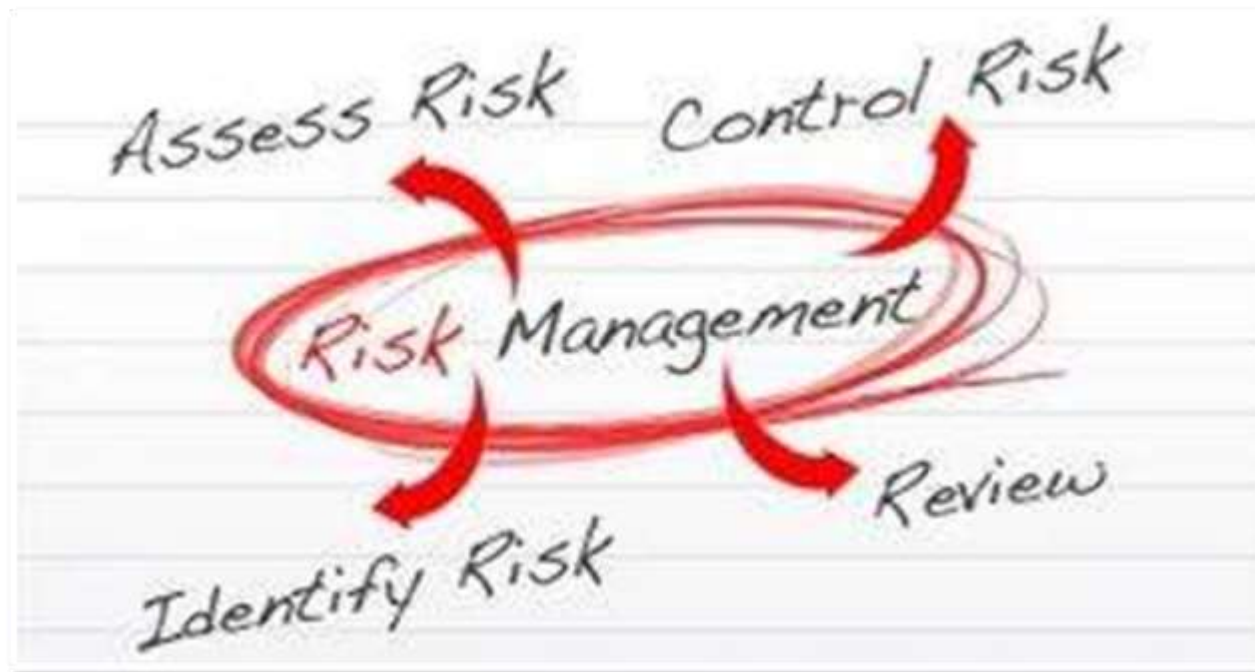 Assess Risk
Control Risk
Risk Management
Review
Identify Risk